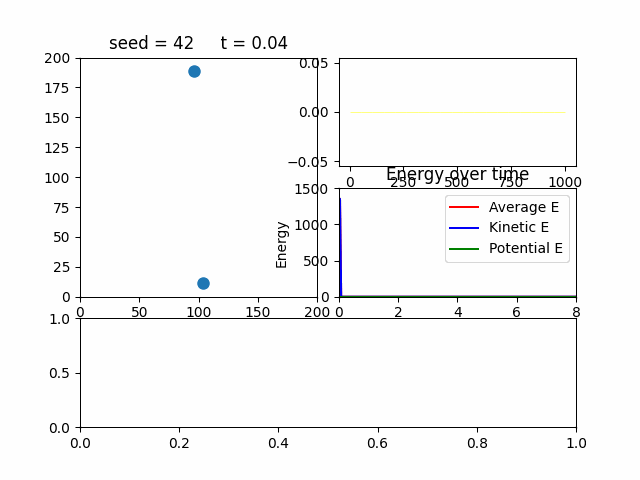 seed = 42     t = 0.04
200
175
150
125
100
75
50
25
0
0 50 100 150 200
0.05
0.00
−0.05
0 250 500 750 1000
Energy over time
1500
1000
500
0
Energy
Average E
Kinetic E
Potential E
0 2 4 6 8
1.0
0.5
0.0
0.0 0.2 0.4 0.6 0.8 1.0